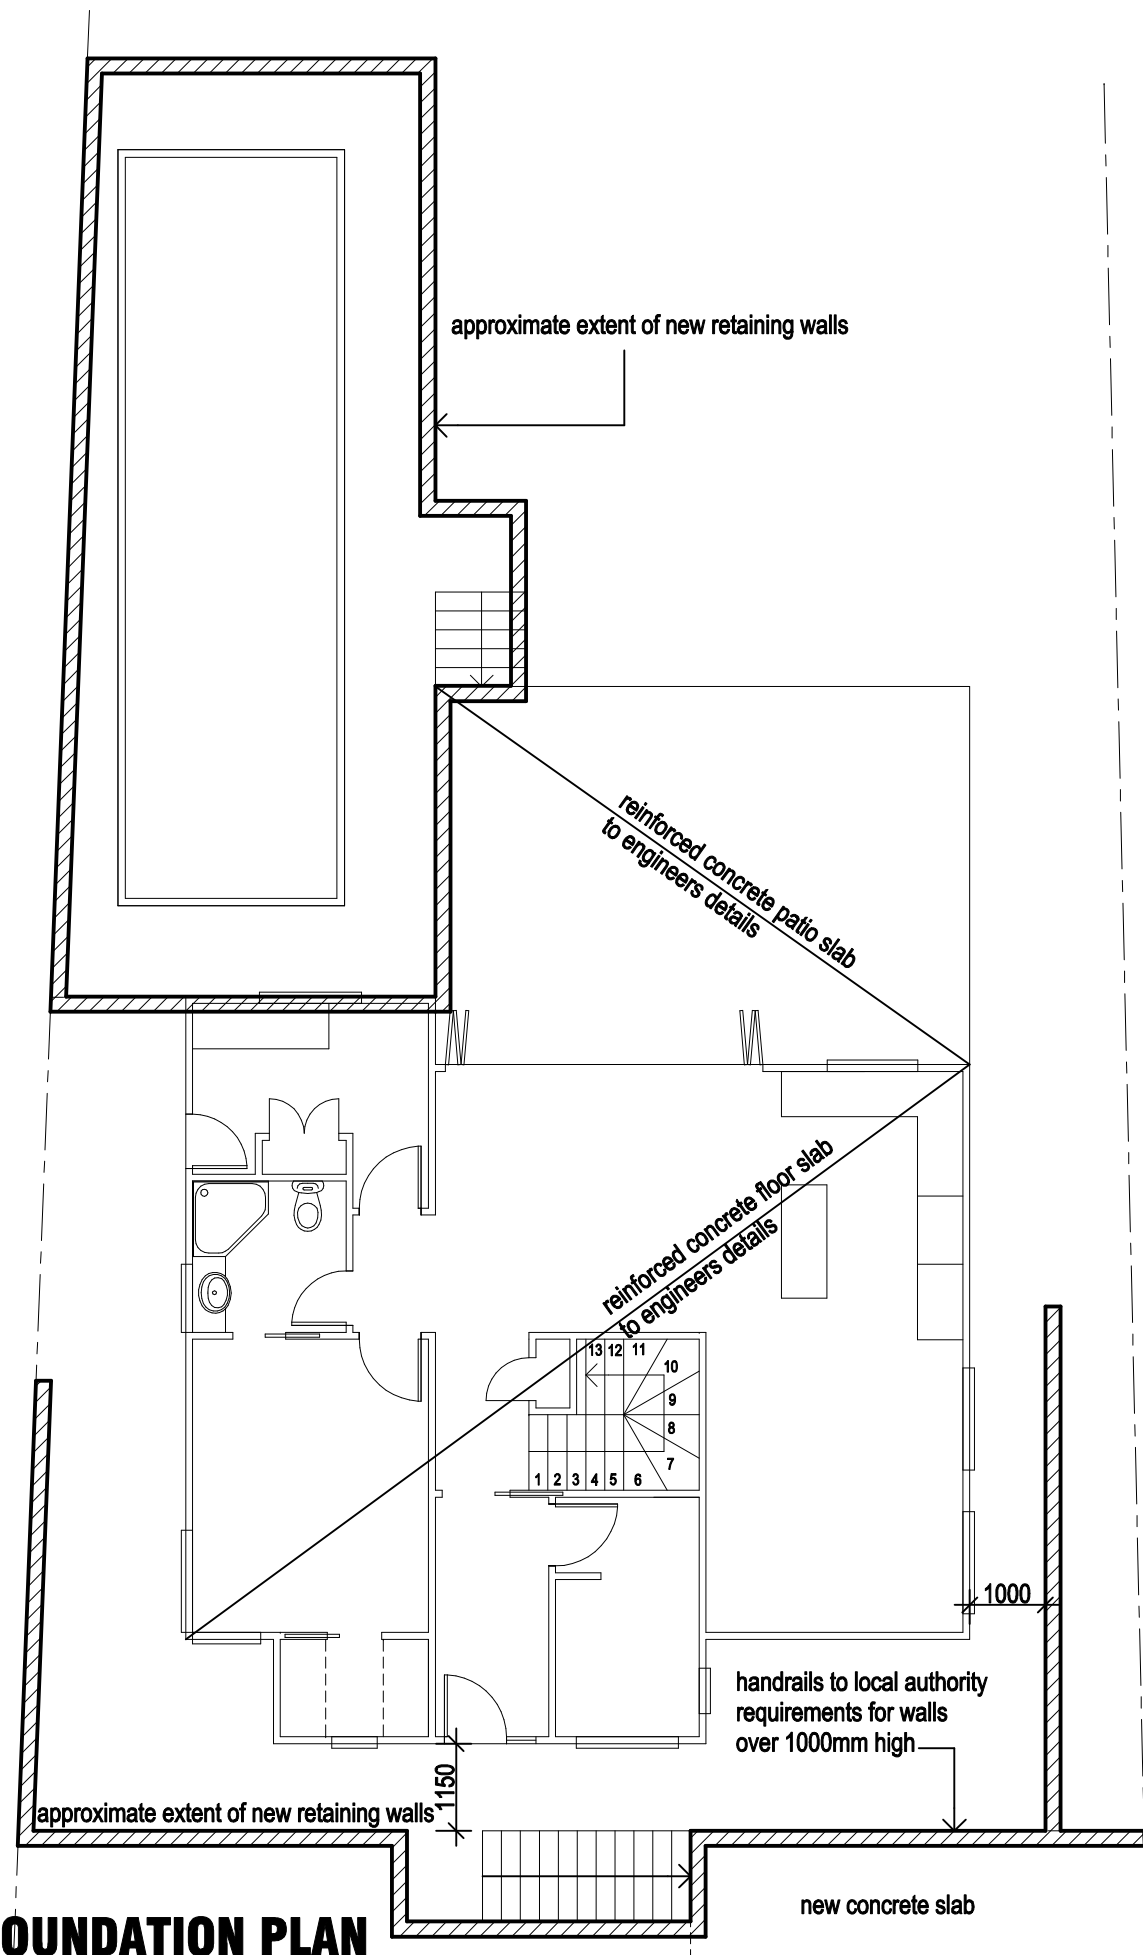 approximate extent of new retaining walls
reinforced concrete patio slab
to engineers details
reinforced concrete floor slab
to engineers details
13 12 11
10
9
8
7
1 2 3 4 5 6
1000
handrails to local authority
requirements for walls
over 1000mm high
1150
approximate extent of new retaining walls
new concrete slab
OUNDATION PLAN